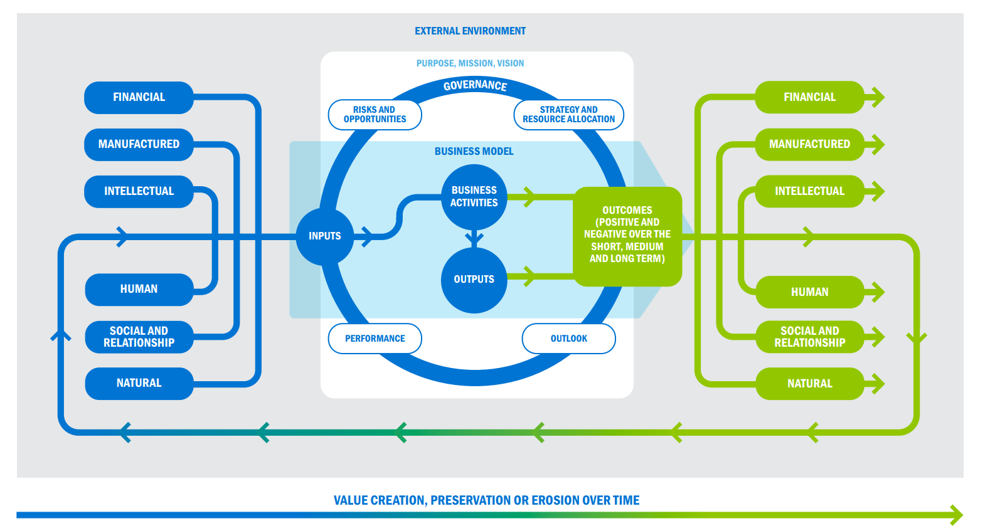 EXTERNAL ENVIRONMENT
PURPOSE, MISSION, VISION
GOVERNANCE
FINANCIAL
MANUFACTURED
INTELLECTUAL
HUMAN
SOCIAL AND
RELATIONSHIP
NATURAL
RISKS AND
OPPORTUNITIES
STRATEGY AND
RESOURCE ALLOCATION
BUSINESS MODEL
INPUTS
BUSINESS
ACTIVITIES
OUTPUTS
OUTCOMES
(POSITIVE AND
NEGATIVE OVER THE
SHORT, MEDIUM
AND LONG TERM)
PERFORMANCE
OUTLOOK
FINANCIAL
MANUFACTURED
INTELLECTUAL
HUMAN
SOCIAL AND
RELATIONSHIP
NATURAL
VALUE CREATION, PRESERVATION OR EROSION OVER TIME